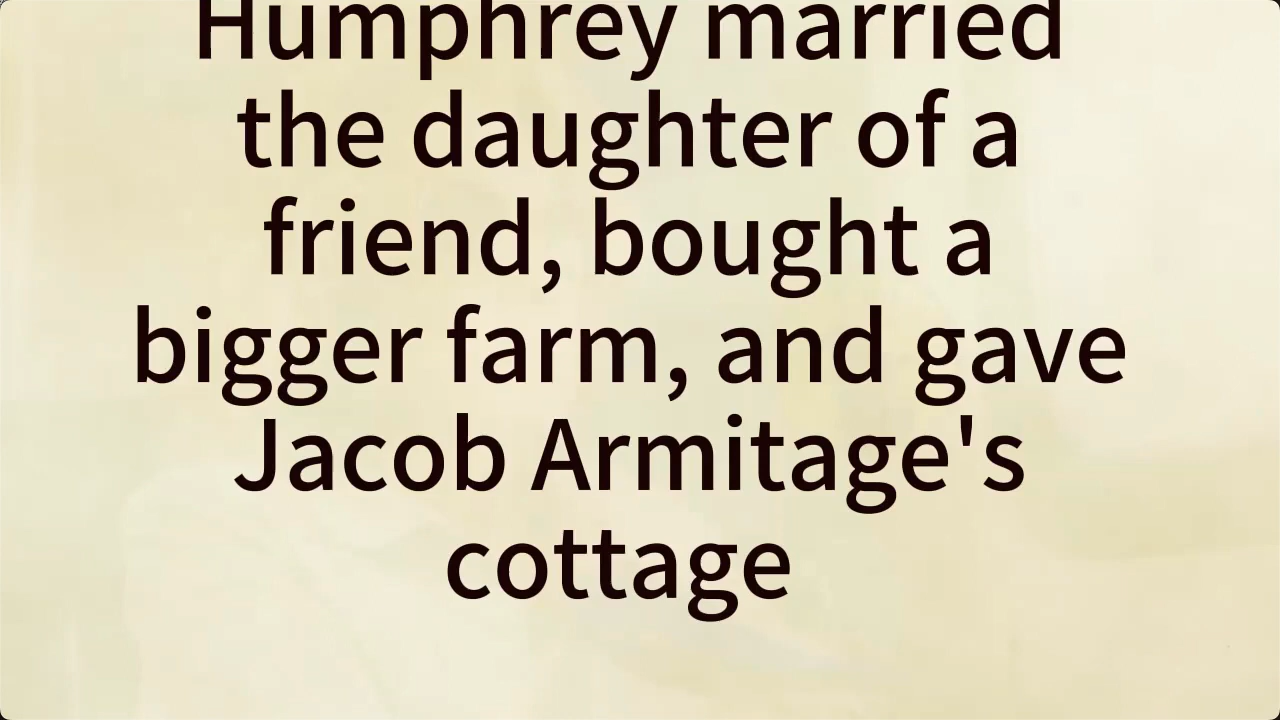 Humphrey married
the daughter of a
friend, bought a
bigger farm, and gave
Jacob Armitage's
cottage